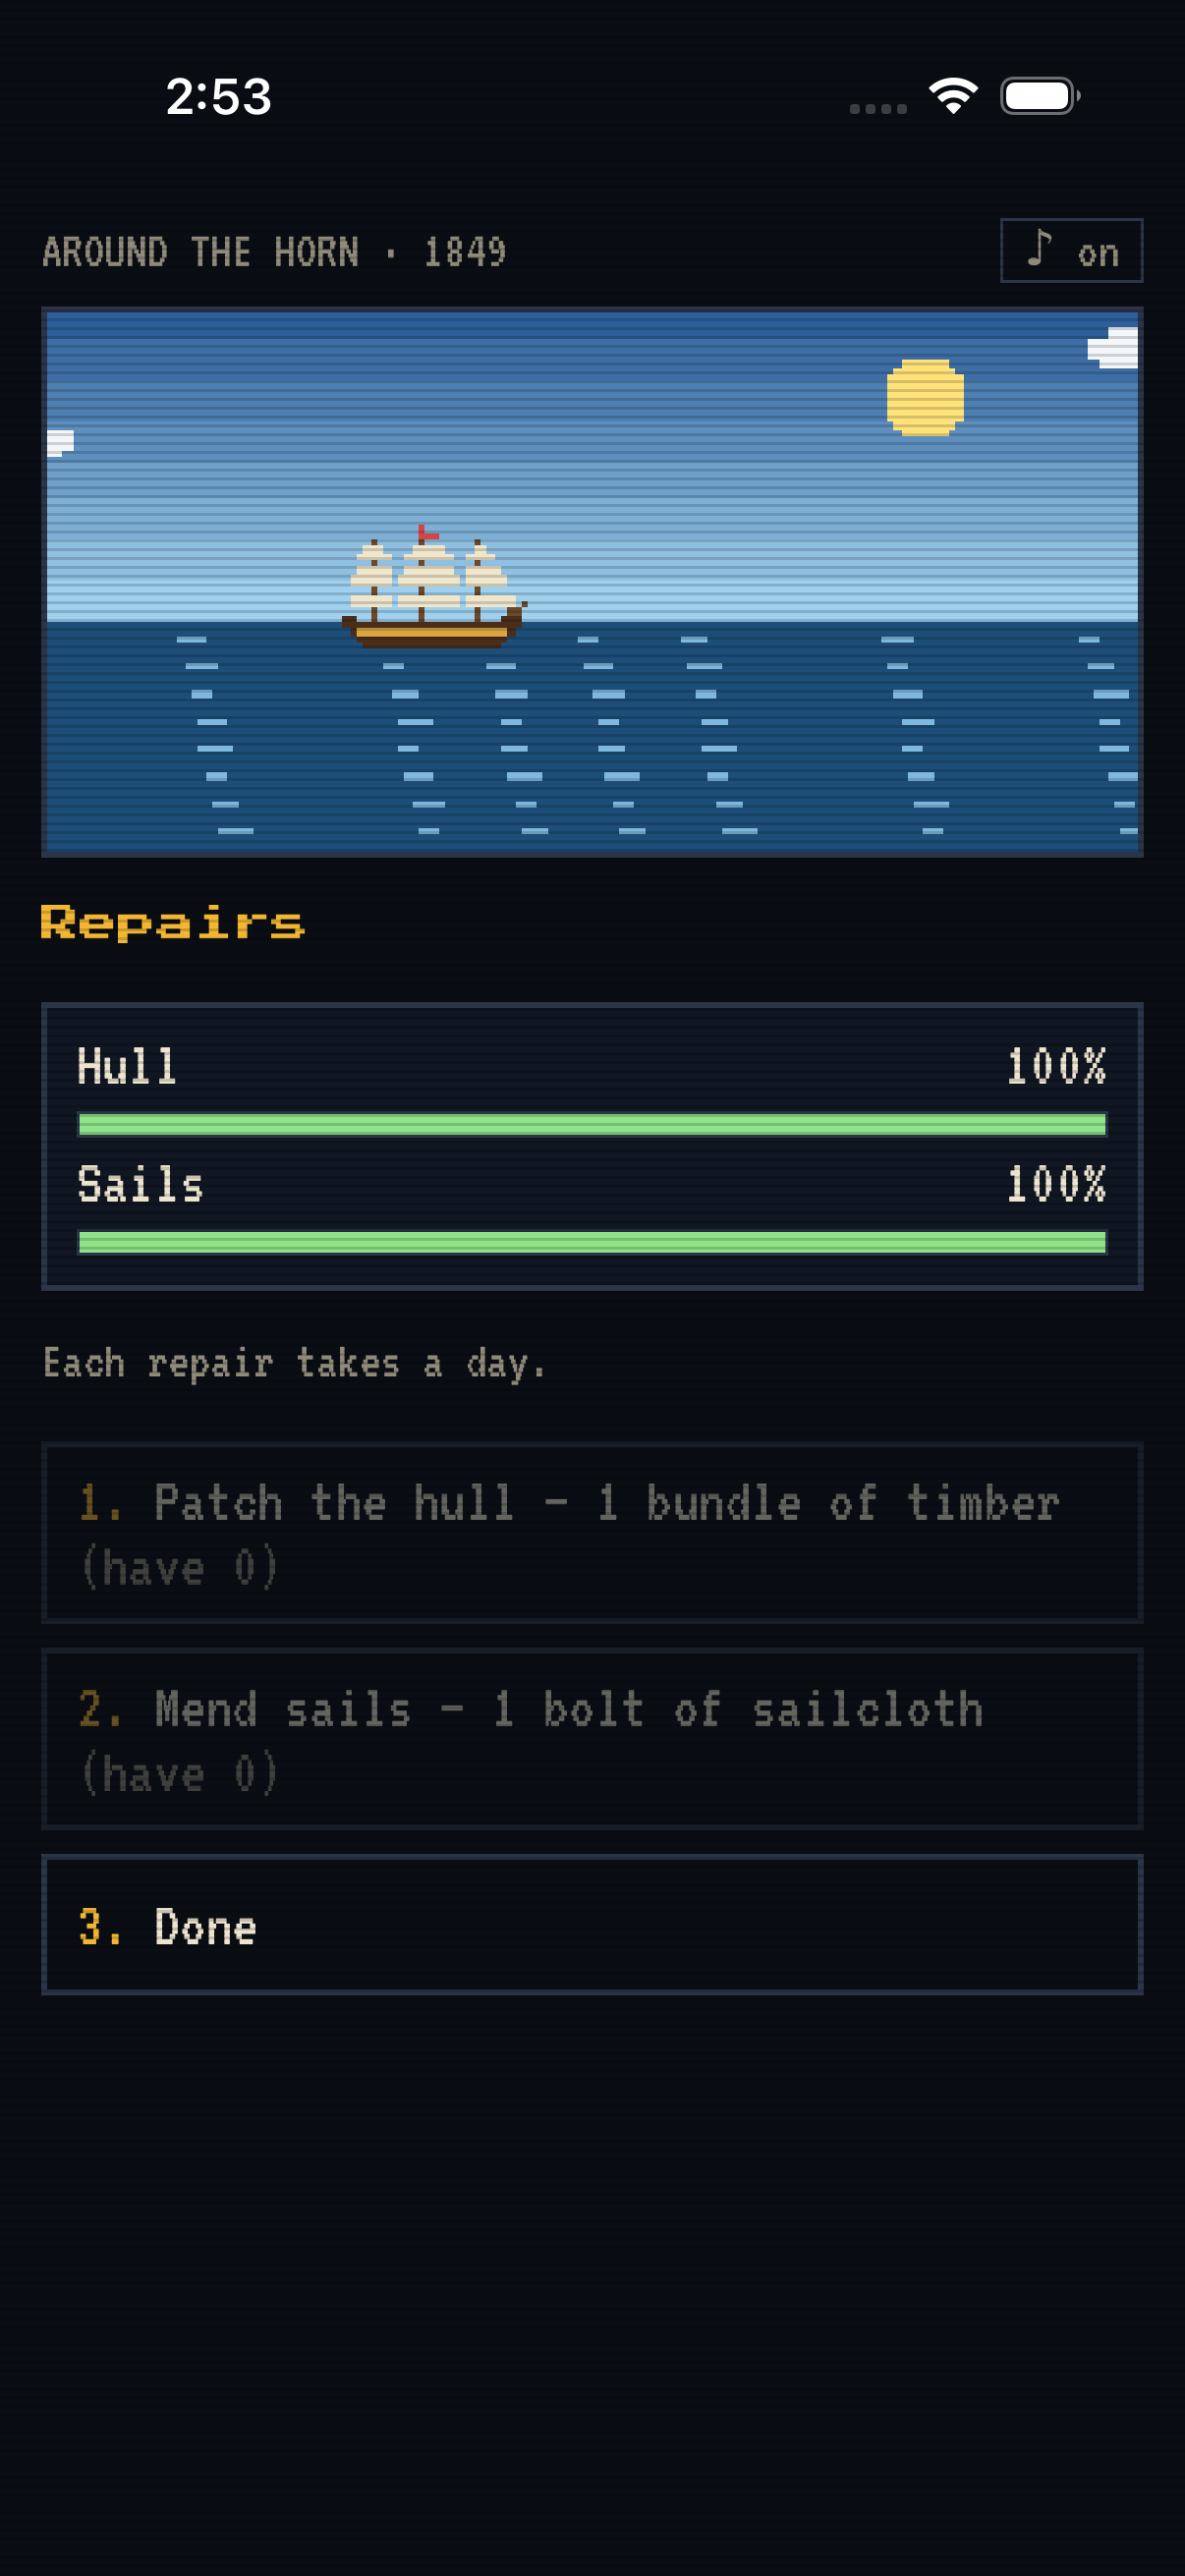 2:53
AROUND THE HORN · 1849
♪ on
Repairs
Hull 100%
Sails 100%
Each repair takes a day.
1. Patch the hull — 1 bundle of timber
(have 0)
2. Mend sails — 1 bolt of sailcloth
(have 0)
3. Done